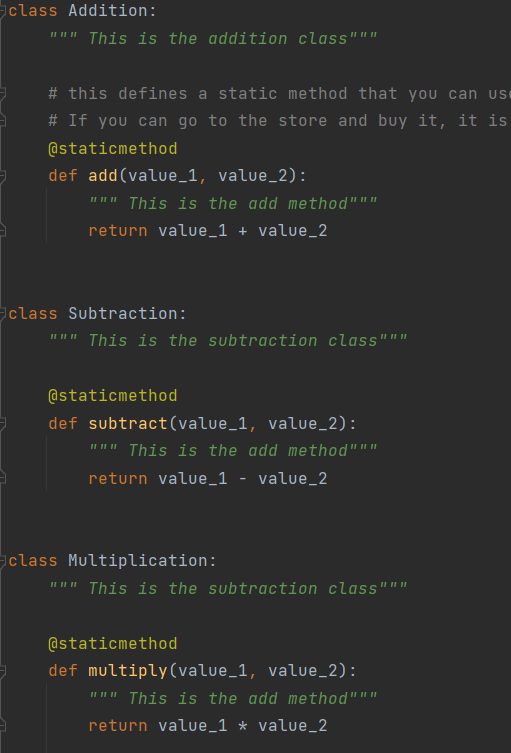 class Addition:
""" This is the addition class"""
# this defines a static method that you can use
# If you can go to the store and buy it, it is
@staticmethod
def add(value_1, value_2):
""" This is the add method"""
return value_1 + value_2
class Subtraction:
""" This is the subtraction class"""
@staticmethod
def subtract(value_1, value_2):
""" This is the add method"""
return value_1 - value_2
class Multiplication:
""" This is the subtraction class"""
@staticmethod
def multiply(value_1, value_2):
""" This is the add method"""
return value_1 * value_2